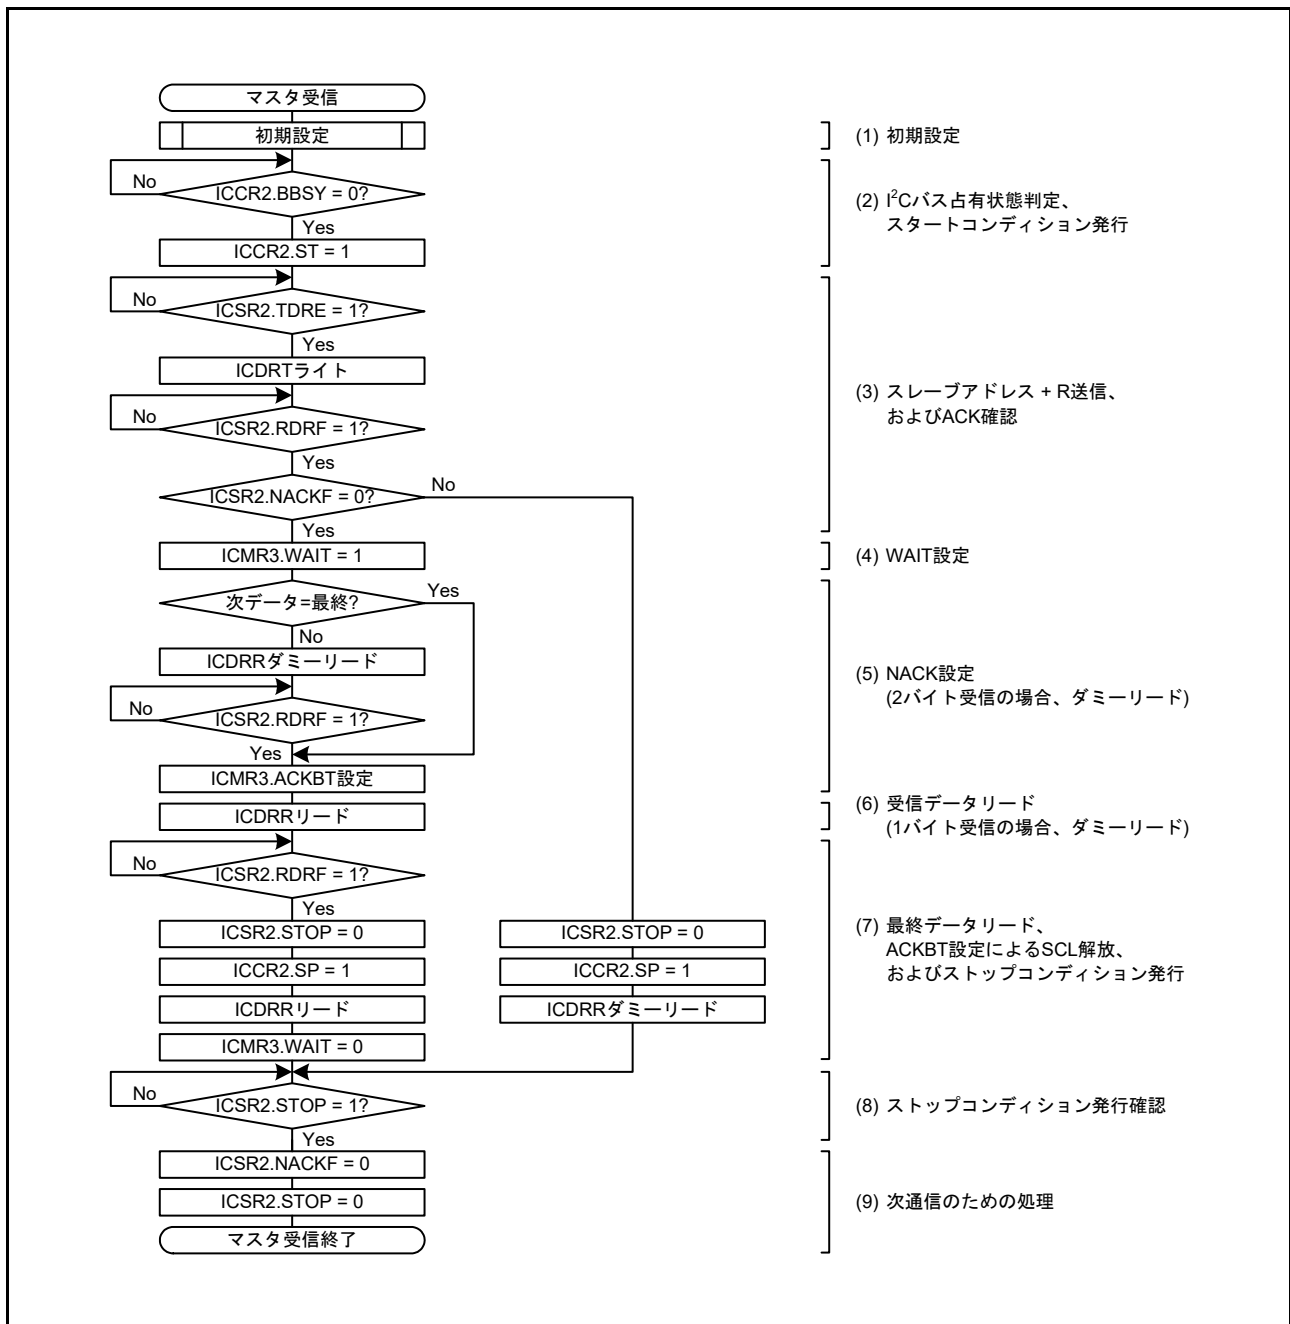 マスタ受信
初期設定
No
ICCR2.BBSY = 0?
Yes
ICCR2.ST = 1
No
ICSR2.TDRE = 1?
Yes
ICDRTライト
No
ICSR2.RDRF = 1?
Yes
ICSR2.NACKF = 0?
No
Yes
ICMR3.WAIT = 1
次データ=最終?
Yes
No
ICDRRダミーリード
No
ICSR2.RDRF = 1?
Yes
ICMR3.ACKBT設定
ICDRRリード
No
ICSR2.RDRF = 1?
Yes
ICSR2.STOP = 0
ICCR2.SP = 1
ICDRRリード
ICMR3.WAIT = 0
ICSR2.STOP = 0
ICCR2.SP = 1
ICDRRダミーリード
No
ICSR2.STOP = 1?
Yes
ICSR2.NACKF = 0
ICSR2.STOP = 0
マスタ受信終了
(1) 初期設定
(2) I²Cバス占有状態判定、
スタートコンディション発行
(3) スレーブアドレス + R送信、
およびACK確認
(4) WAIT設定
(5) NACK設定
(2バイト受信の場合、ダミーリード)
(6) 受信データリード
(1バイト受信の場合、ダミーリード)
(7) 最終データリード、
ACKBT設定によるSCL解放、
およびストップコンディション発行
(8) ストップコンディション発行確認
(9) 次通信のための処理